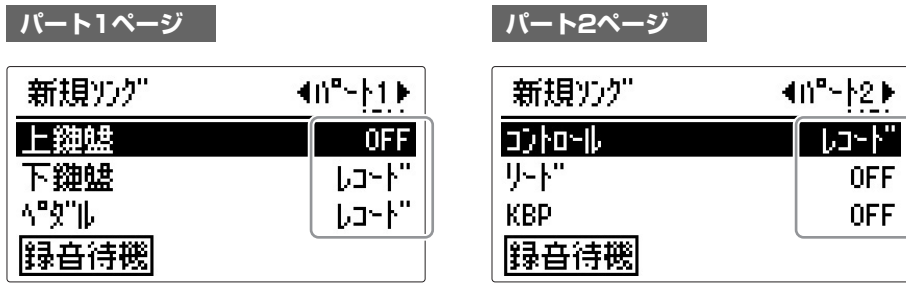 パート1ページ
新規ソング ◀パート1▶
上鍵盤 OFF
下鍵盤 レコード
ペダル レコード
録音待機
パート2ページ
新規ソング ◀パート2▶
コントロール レコード
リード OFF
KBP OFF
録音待機